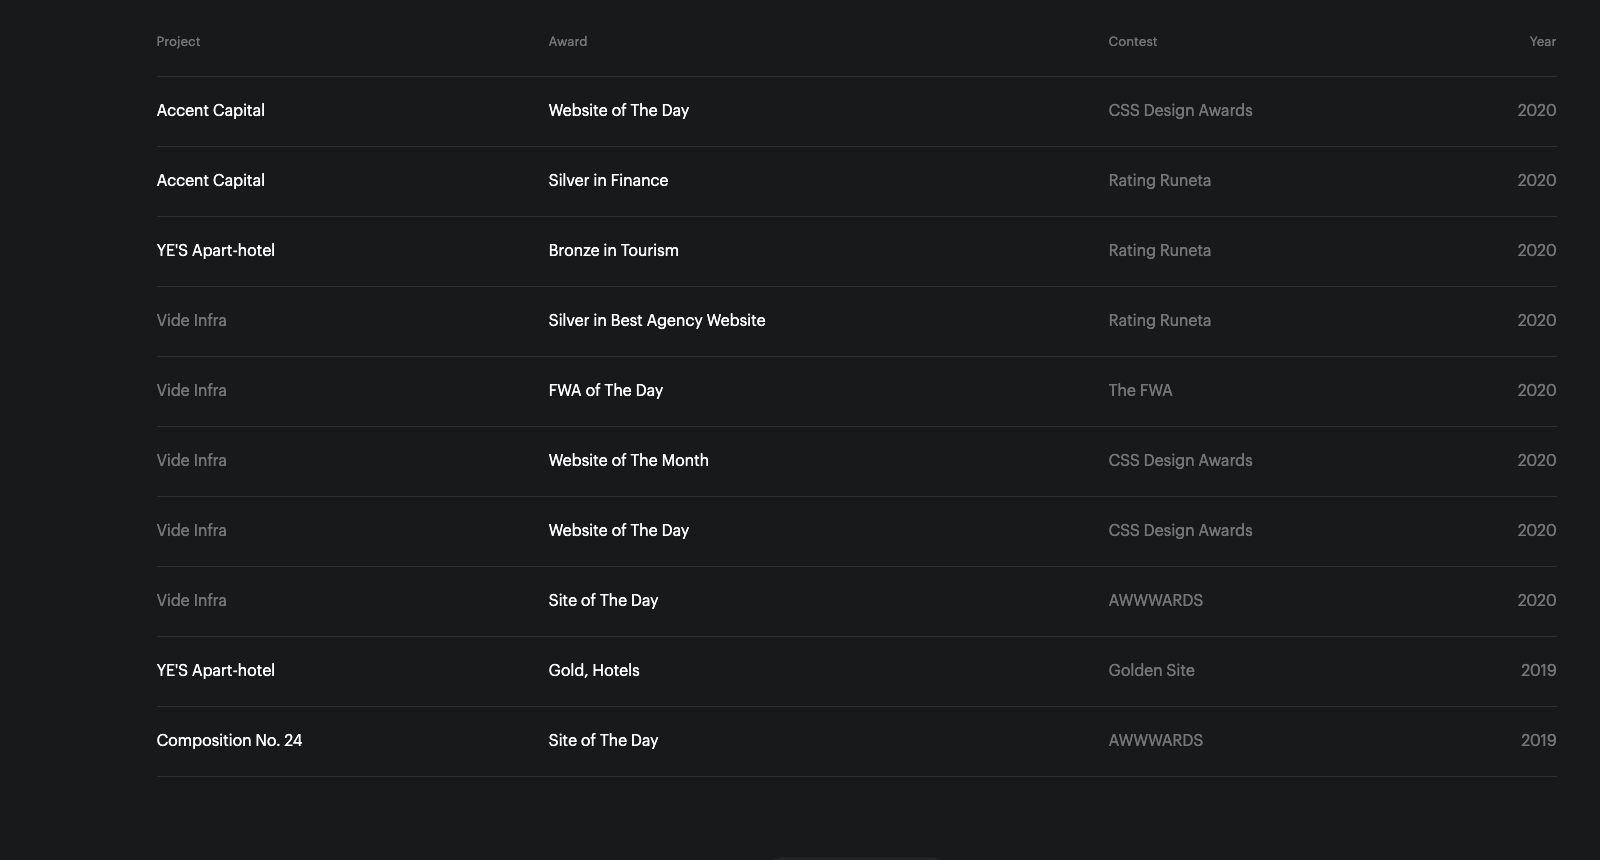 Project Award Contest Year
Accent Capital Website of The Day CSS Design Awards 2020
Accent Capital Silver in Finance Rating Runeta 2020
YE'S Apart-hotel Bronze in Tourism Rating Runeta 2020
Vide Infra Silver in Best Agency Website Rating Runeta 2020
Vide Infra FWA of The Day The FWA 2020
Vide Infra Website of The Month CSS Design Awards 2020
Vide Infra Website of The Day CSS Design Awards 2020
Vide Infra Site of The Day AWWWARDS 2020
YE'S Apart-hotel Gold, Hotels Golden Site 2019
Composition No. 24 Site of The Day AWWWARDS 2019